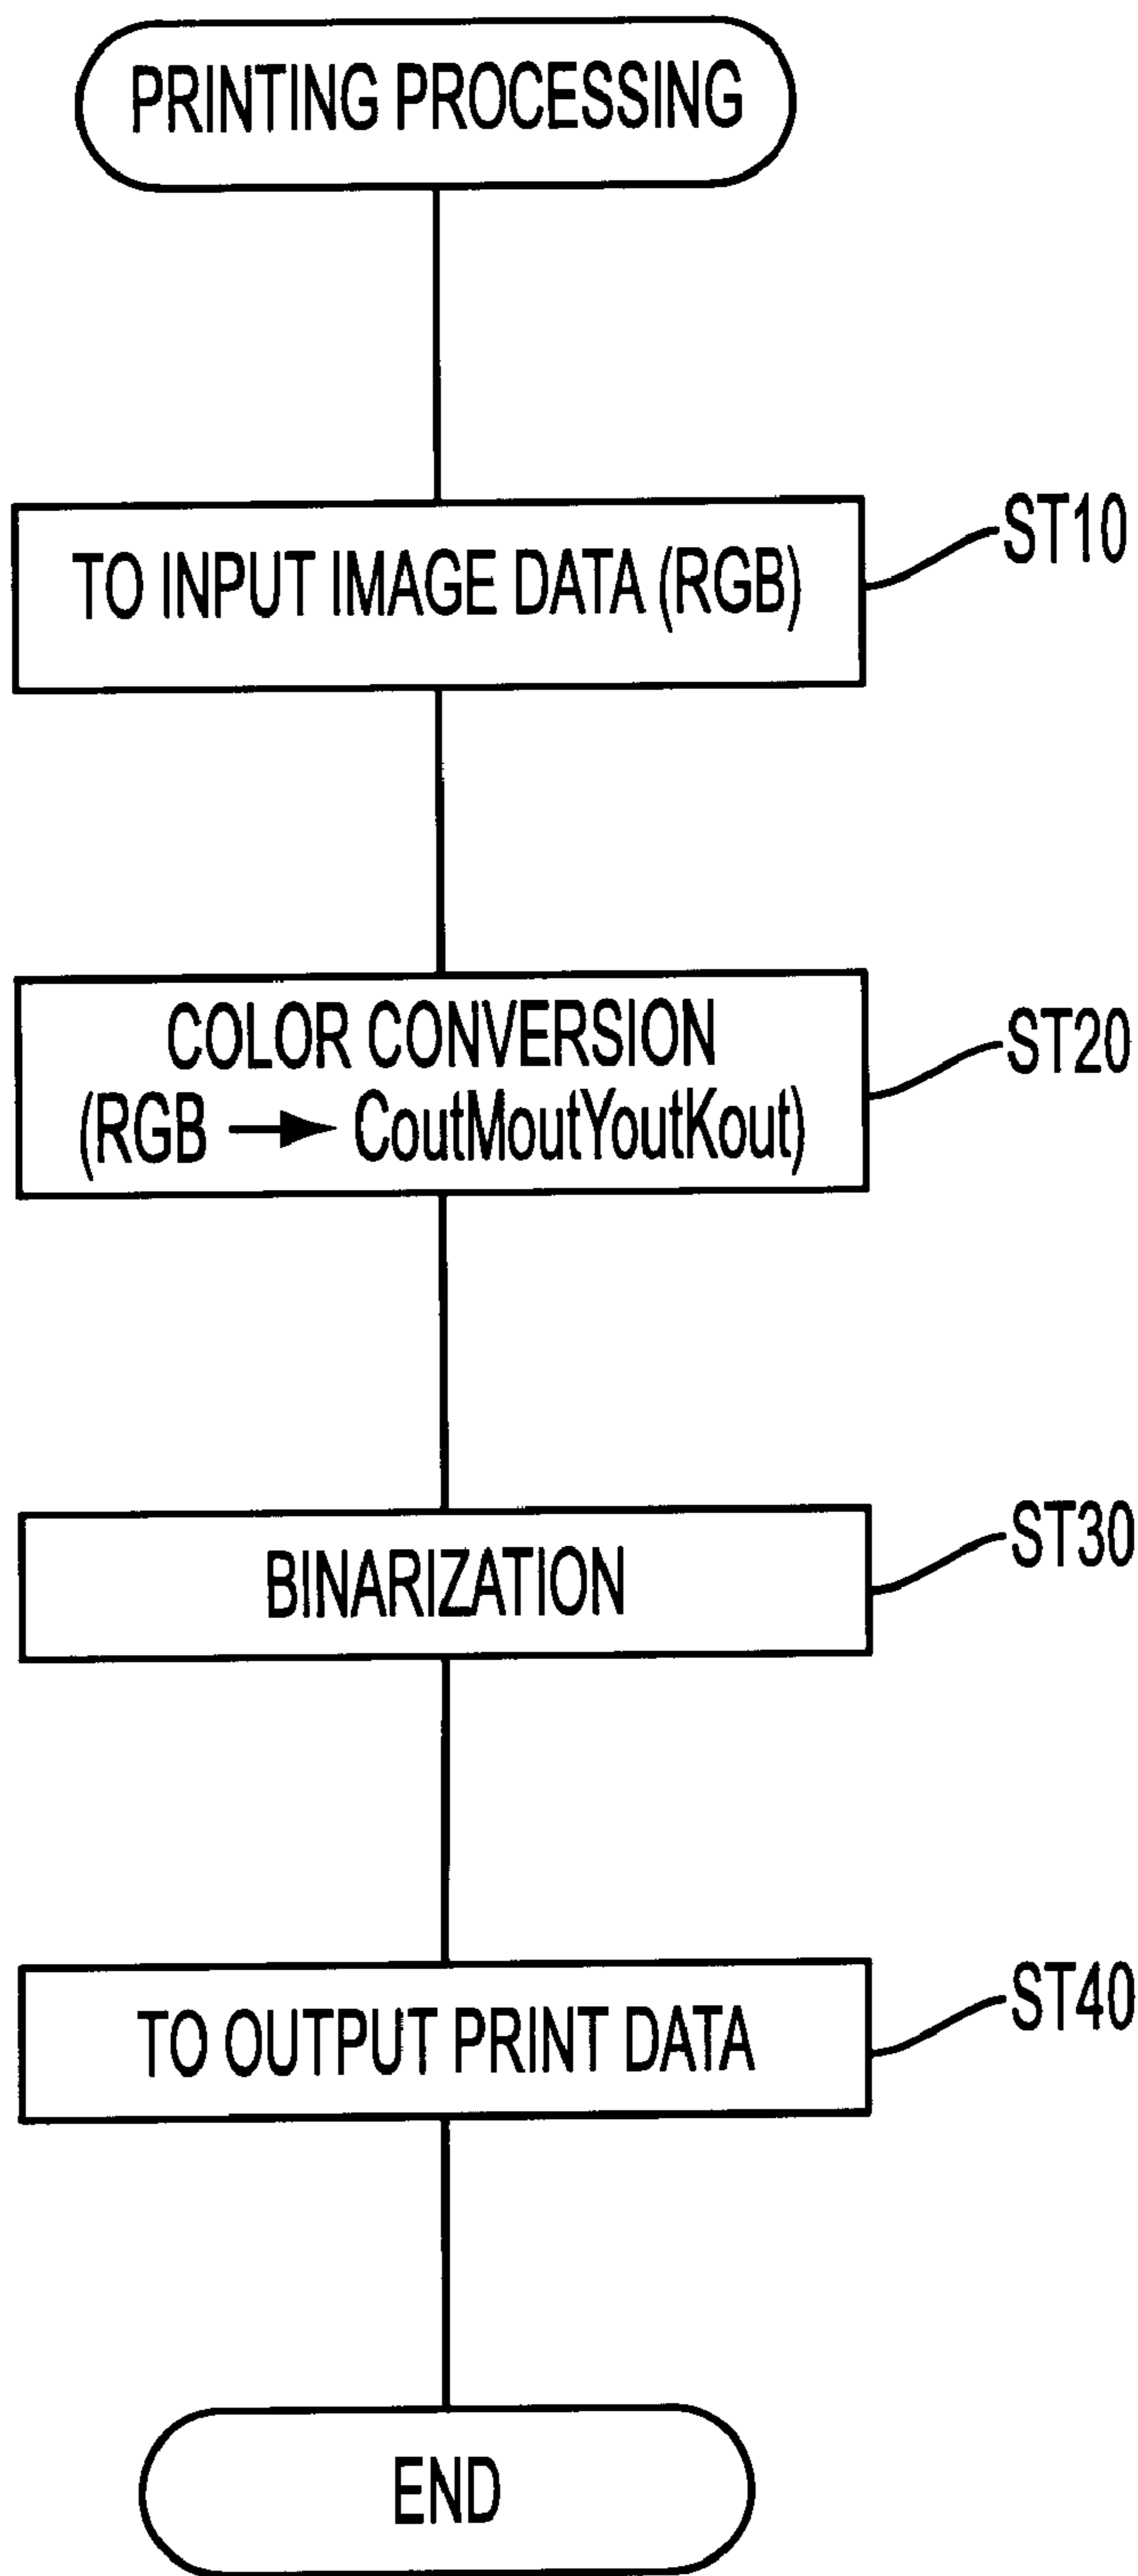 PRINTING PROCESSING
TO INPUT IMAGE DATA (RGB)
ST10
COLOR CONVERSION
(RGB → CoutMoutYoutKout)
ST20
BINARIZATION
ST30
TO OUTPUT PRINT DATA
ST40
END